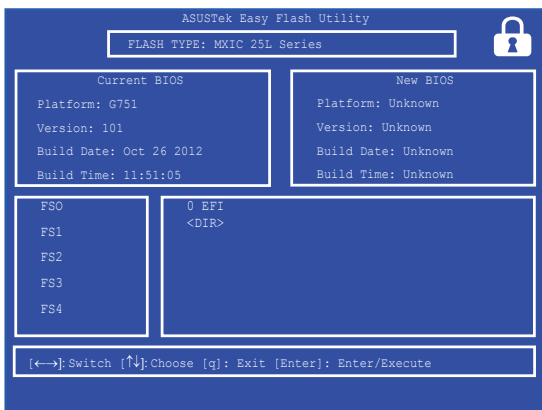 ASUSTek Easy Flash Utility
FLASH TYPE: MXIC 25L Series
Current BIOS
Platform: G751
Version: 101
Build Date: Oct 26 2012
Build Time: 11:51:05
New BIOS
Platform: Unknown
Version: Unknown
Build Date: Unknown
Build Time: Unknown
FSO
FS1
FS2
FS3
FS4
0 EFI
<DIR>
[←→]: Switch [↑↓]: Choose [q]: Exit [Enter]: Enter/Execute